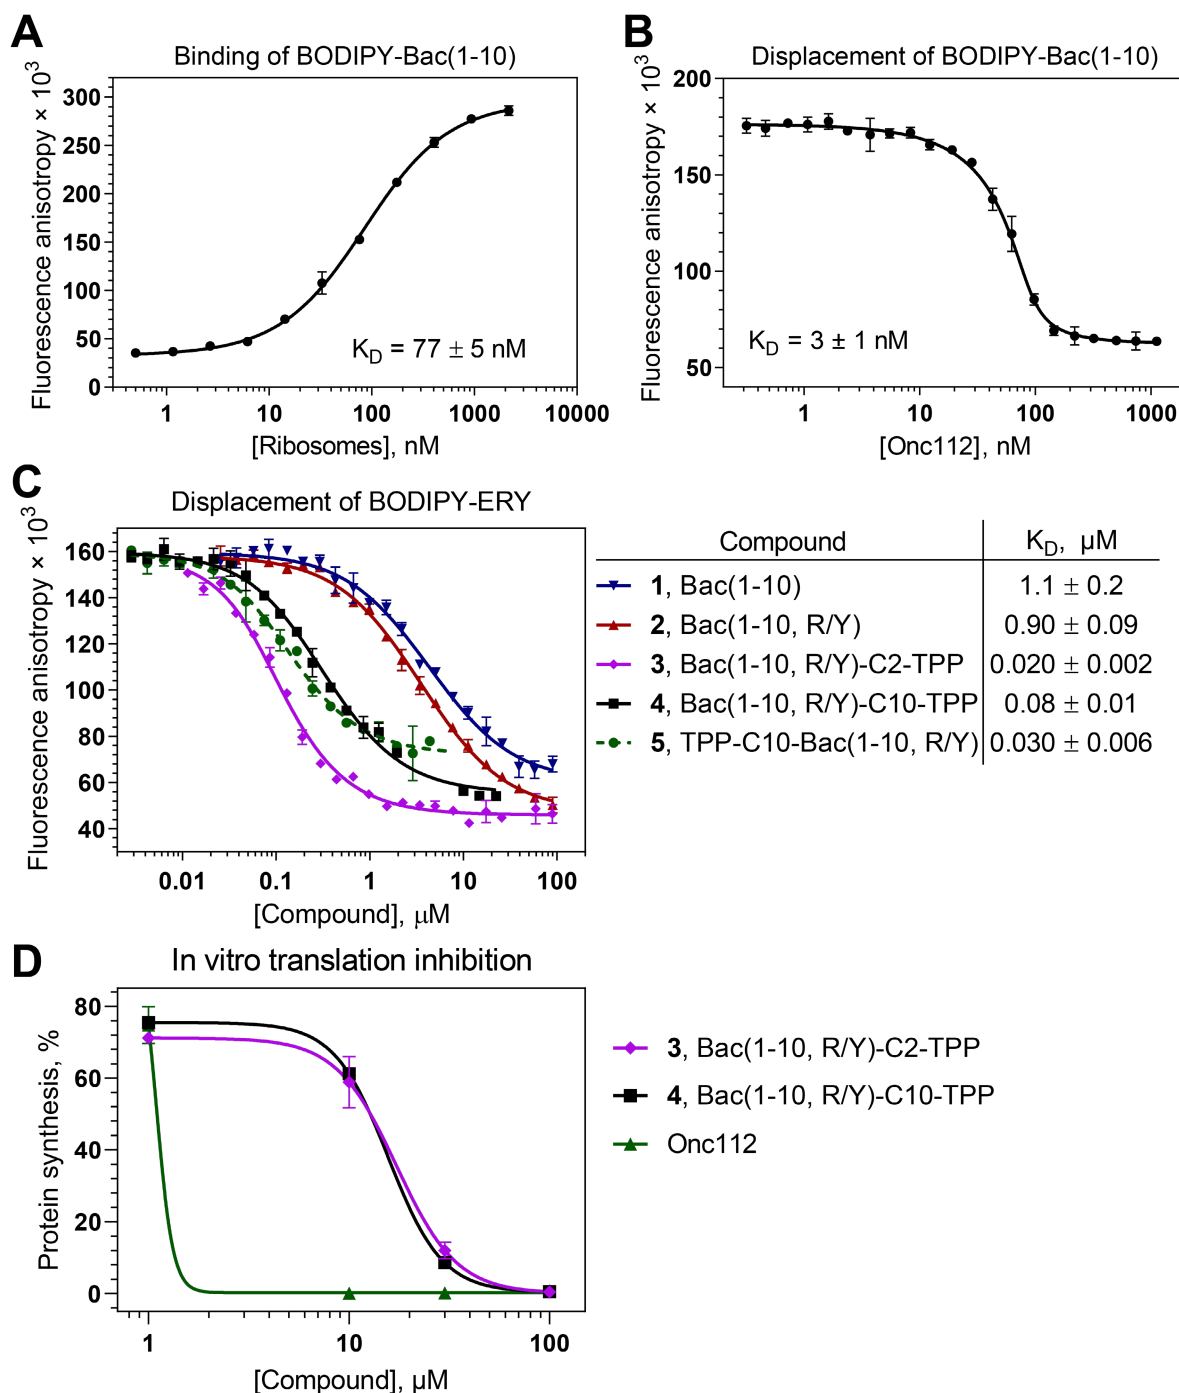 A
Binding of BODIPY-Bac(1-10)
Fluorescence anisotropy × 10³
300
250
200
150
100
50
0
K_D = 77 ± 5 nM
1
10
100
1000
10000
[Ribosomes], nM
B
Displacement of BODIPY-Bac(1-10)
Fluorescence anisotropy × 10³
200
150
100
50
K_D = 3 ± 1 nM
1
10
100
1000
[Onc112], nM
C
Displacement of BODIPY-ERY
Fluorescence anisotropy × 10³
160
140
120
100
80
60
40
0.01
0.1
1
10
100
[Compound], μM
Compound K_D, μM
1, Bac(1-10) 1.1 ± 0.2
2, Bac(1-10, R/Y) 0.90 ± 0.09
3, Bac(1-10, R/Y)-C2-TPP 0.020 ± 0.002
4, Bac(1-10, R/Y)-C10-TPP 0.08 ± 0.01
5, TPP-C10-Bac(1-10, R/Y) 0.030 ± 0.006
D
In vitro translation inhibition
Protein synthesis, %
80
60
40
20
0
1
10
100
[Compound], μM
3, Bac(1-10, R/Y)-C2-TPP
4, Bac(1-10, R/Y)-C10-TPP
Onc112